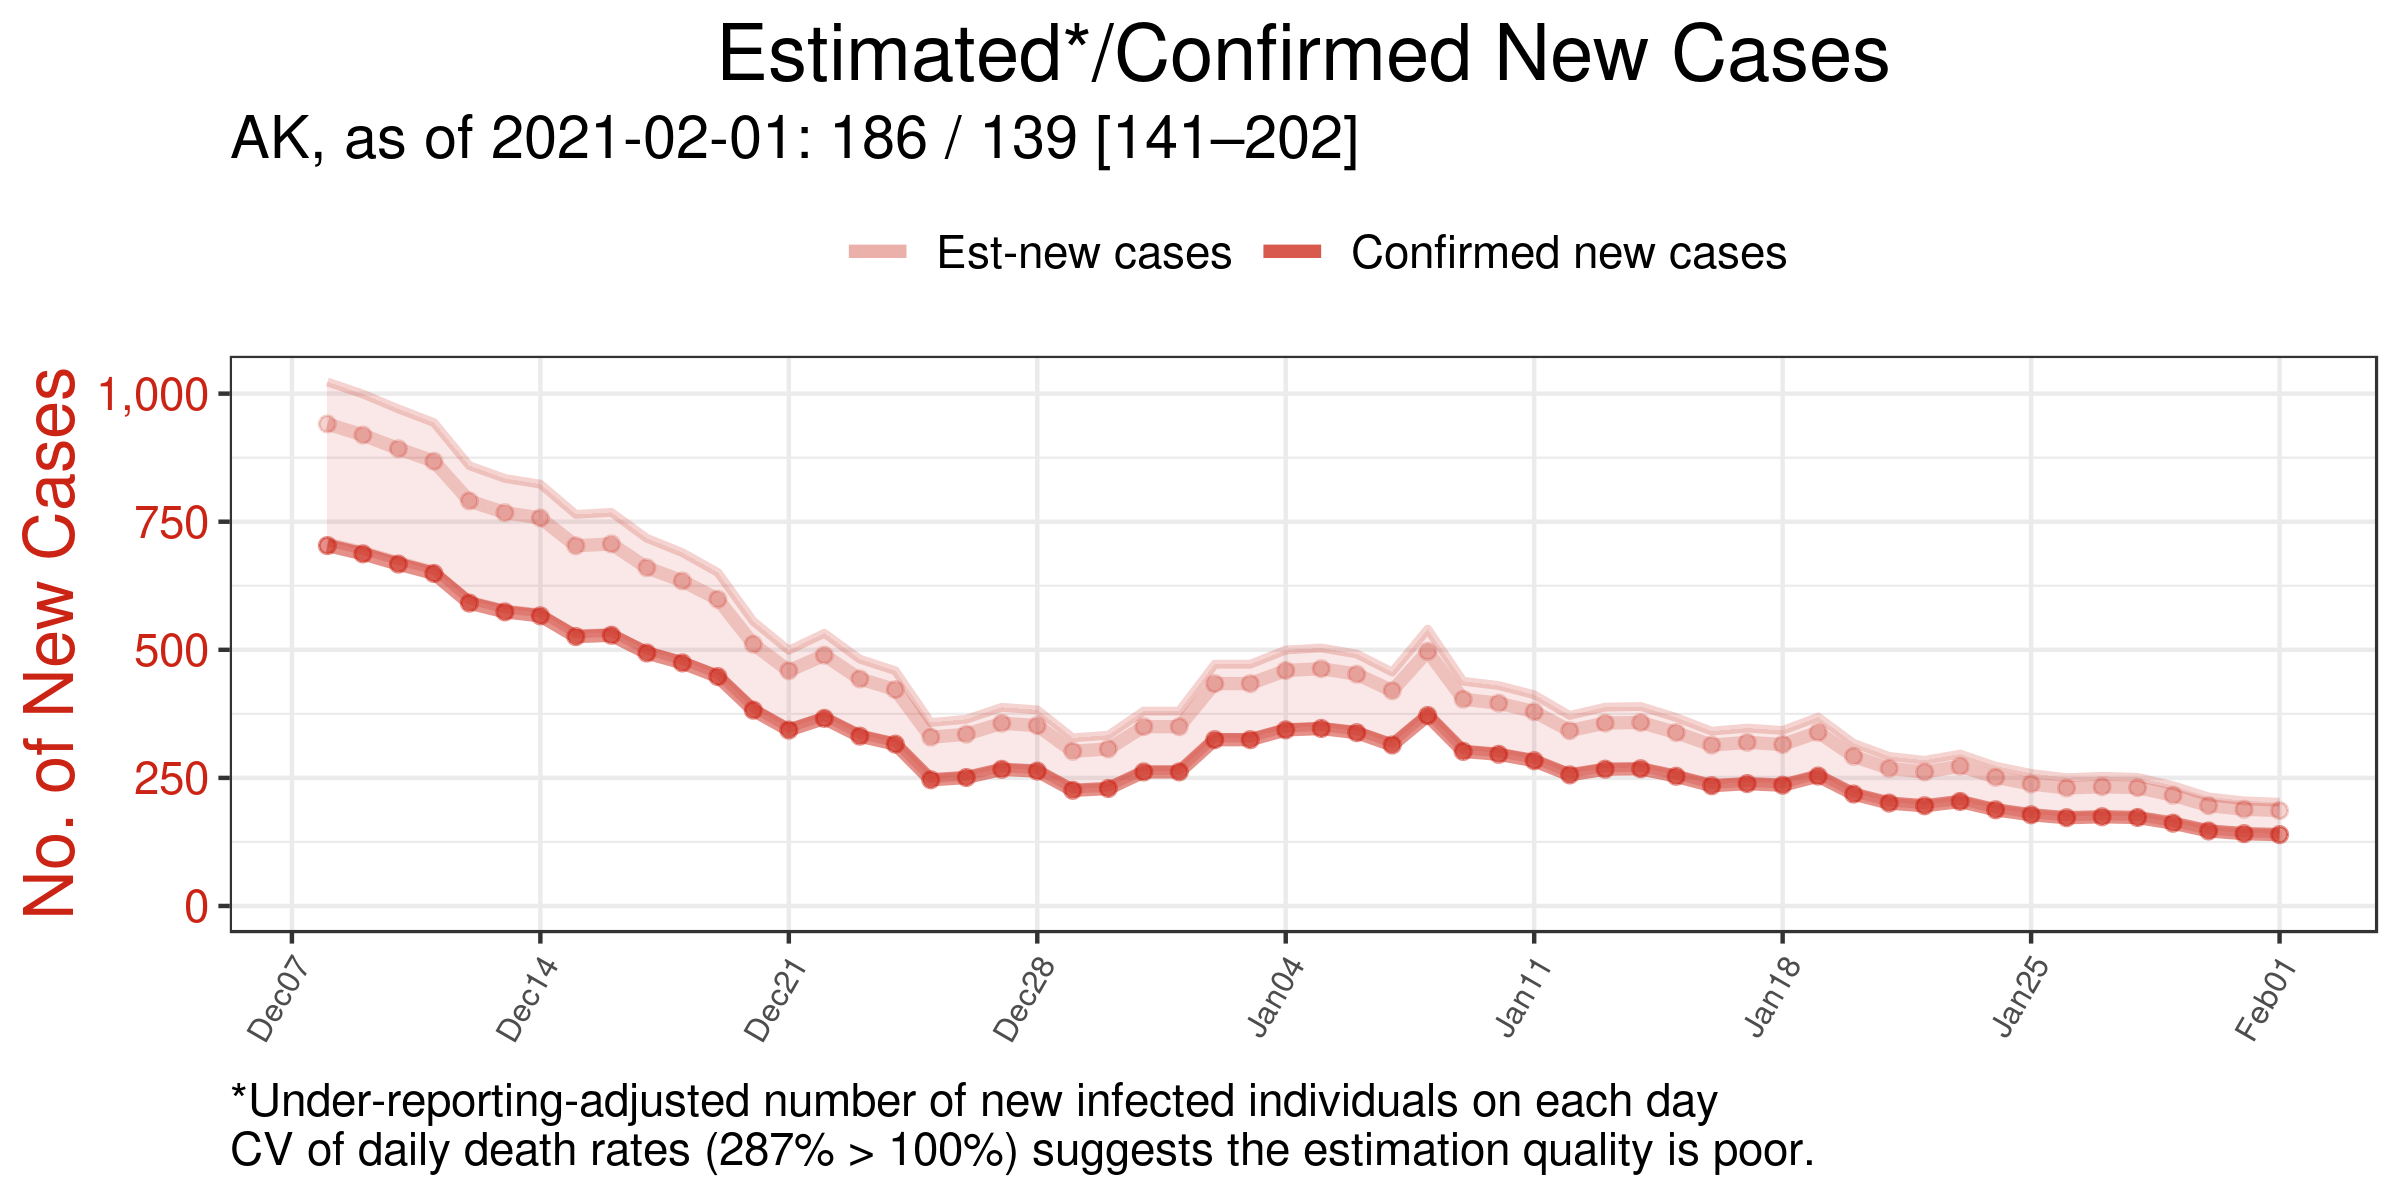 Estimated*/Confirmed New Cases
AK, as of 2021-02-01: 186 / 139 [141–202]
Est-new cases Confirmed new cases
No. of New Cases
1,000
750
500
250
0
Dec07 Dec14 Dec21 Dec28 Jan04 Jan11 Jan18 Jan25 Feb01
*Under-reporting-adjusted number of new infected individuals on each day
CV of daily death rates (287% > 100%) suggests the estimation quality is poor.